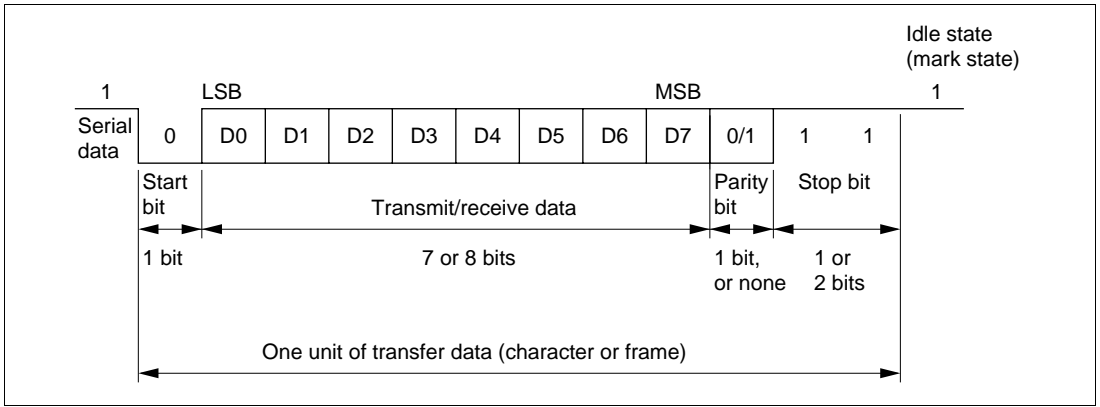 Idle state
(mark state)
1 LSB MSB 1
Serial
data
0 D0 D1 D2 D3 D4 D5 D6 D7 0/1 1 1
Start
bit
Transmit/receive data
Parity
bit
Stop bit
1 bit
7 or 8 bits
1 bit,
or none
1 or
2 bits
One unit of transfer data (character or frame)